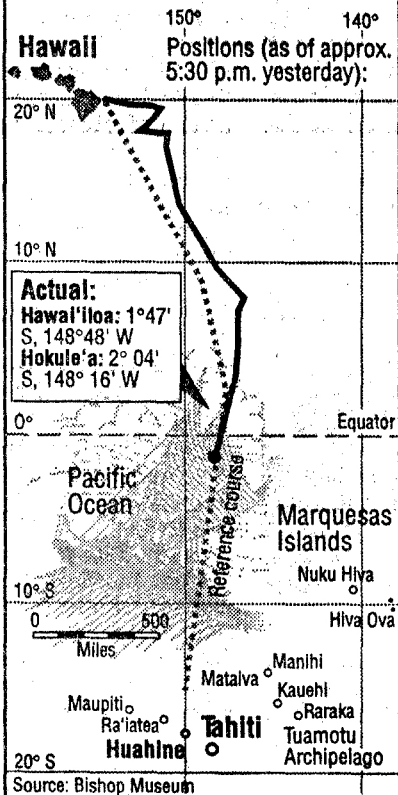 150° 140°
Hawaii
Positions (as of approx.
5:30 p.m. yesterday):
20° N
10° N
Actual:
Hawai'iloa: 1°47'
S, 148°48' W
Hokule'a: 2° 04'
S, 148° 16' W
0°
Equator
Pacific
Ocean
Reference course
Marquesas
Islands
Nuku Hiva
10° S
Hiva Ova
0 500
Miles
Manihi
Mataiva
Kauehi
Maupiti
Raraka
Ra'iatea
Tahiti
Huahine
Tuamotu
Archipelago
20° S
Source: Bishop Museum